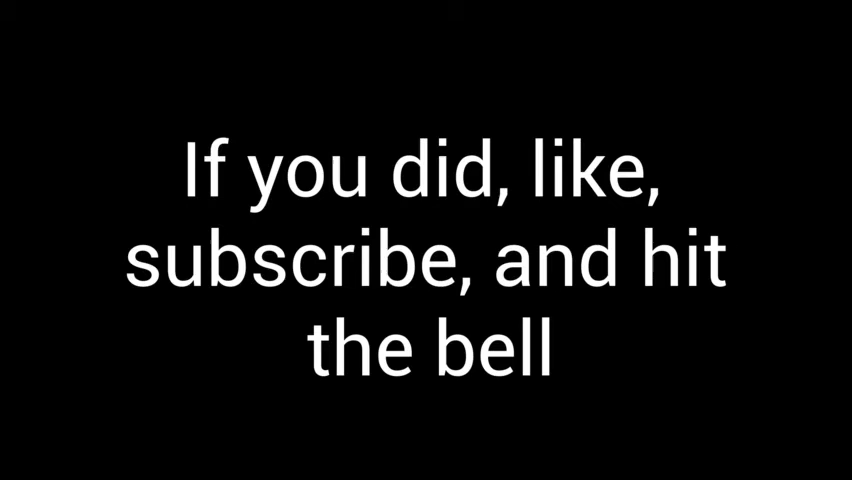 If you did, like,
subscribe, and hit
the bell